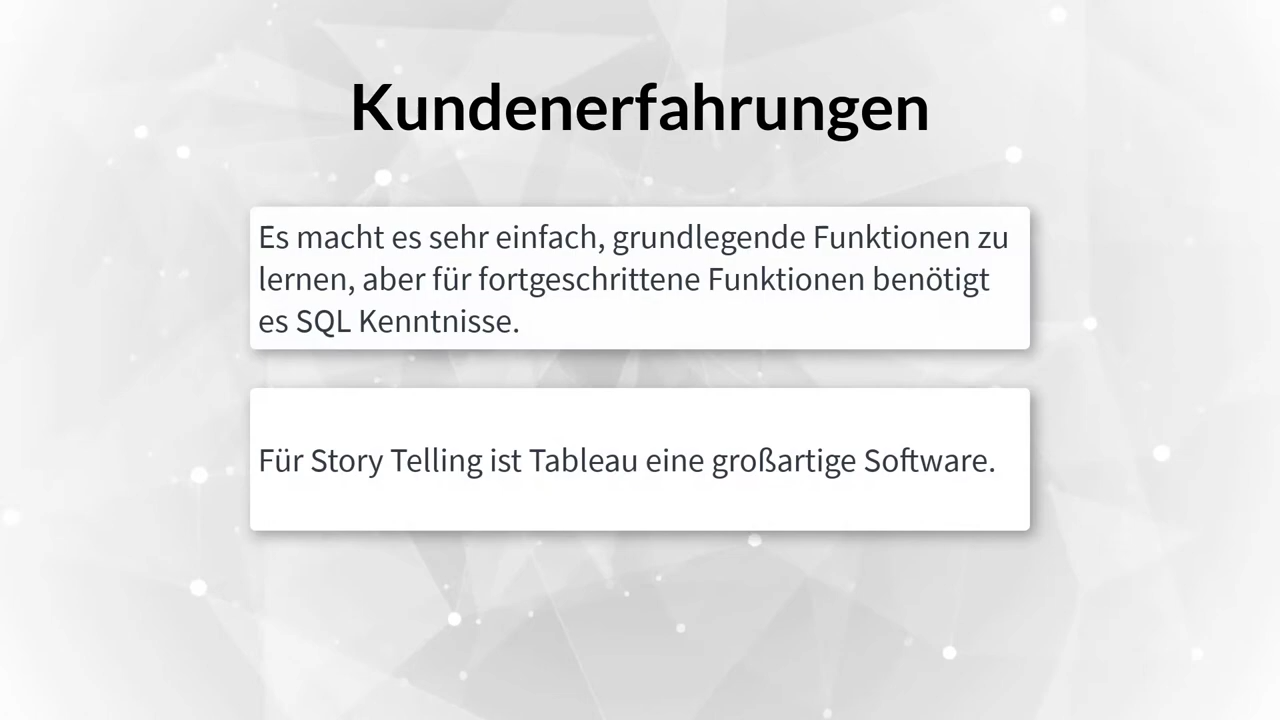 Kundenerfahrungen
Es macht es sehr einfach, grundlegende Funktionen zu
lernen, aber für fortgeschrittene Funktionen benötigt
es SQL Kenntnisse.
Für Story Telling ist Tableau eine großartige Software.